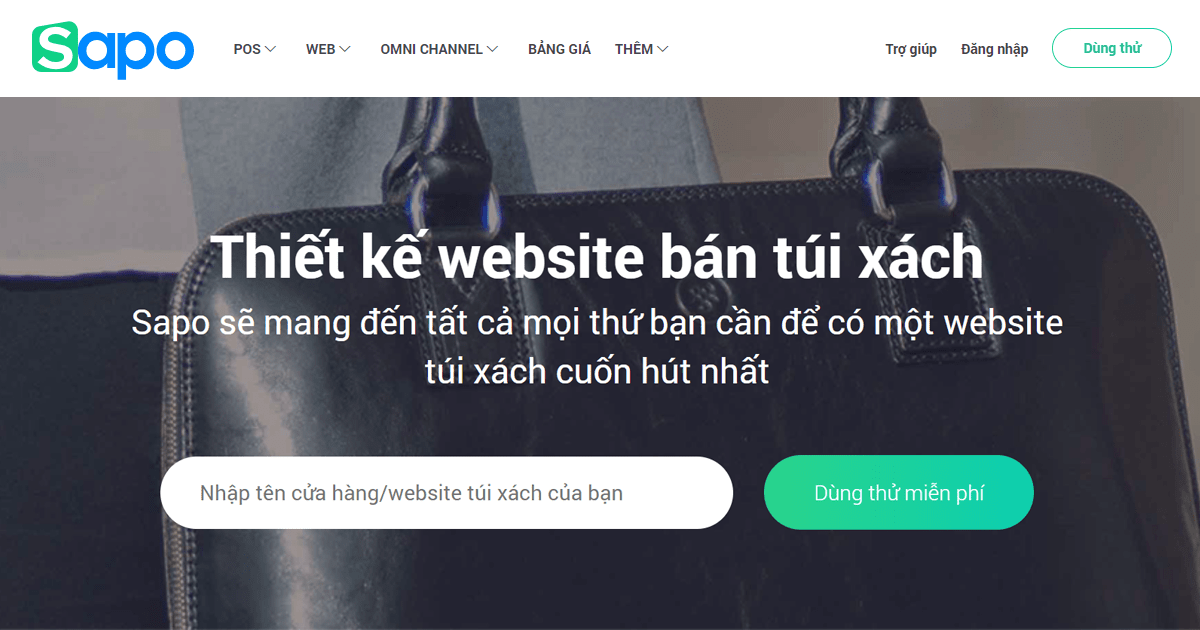 Sapo
POS
WEB
OMNI CHANNEL
BẢNG GIÁ
THÊM
Trợ giúp
Đăng nhập
Dùng thử
Thiết kế website bán túi xách
Sapo sẽ mang đến tất cả mọi thứ bạn cần để có một website
túi xách cuốn hút nhất
Nhập tên cửa hàng/website túi xách của bạn
Dùng thử miễn phí